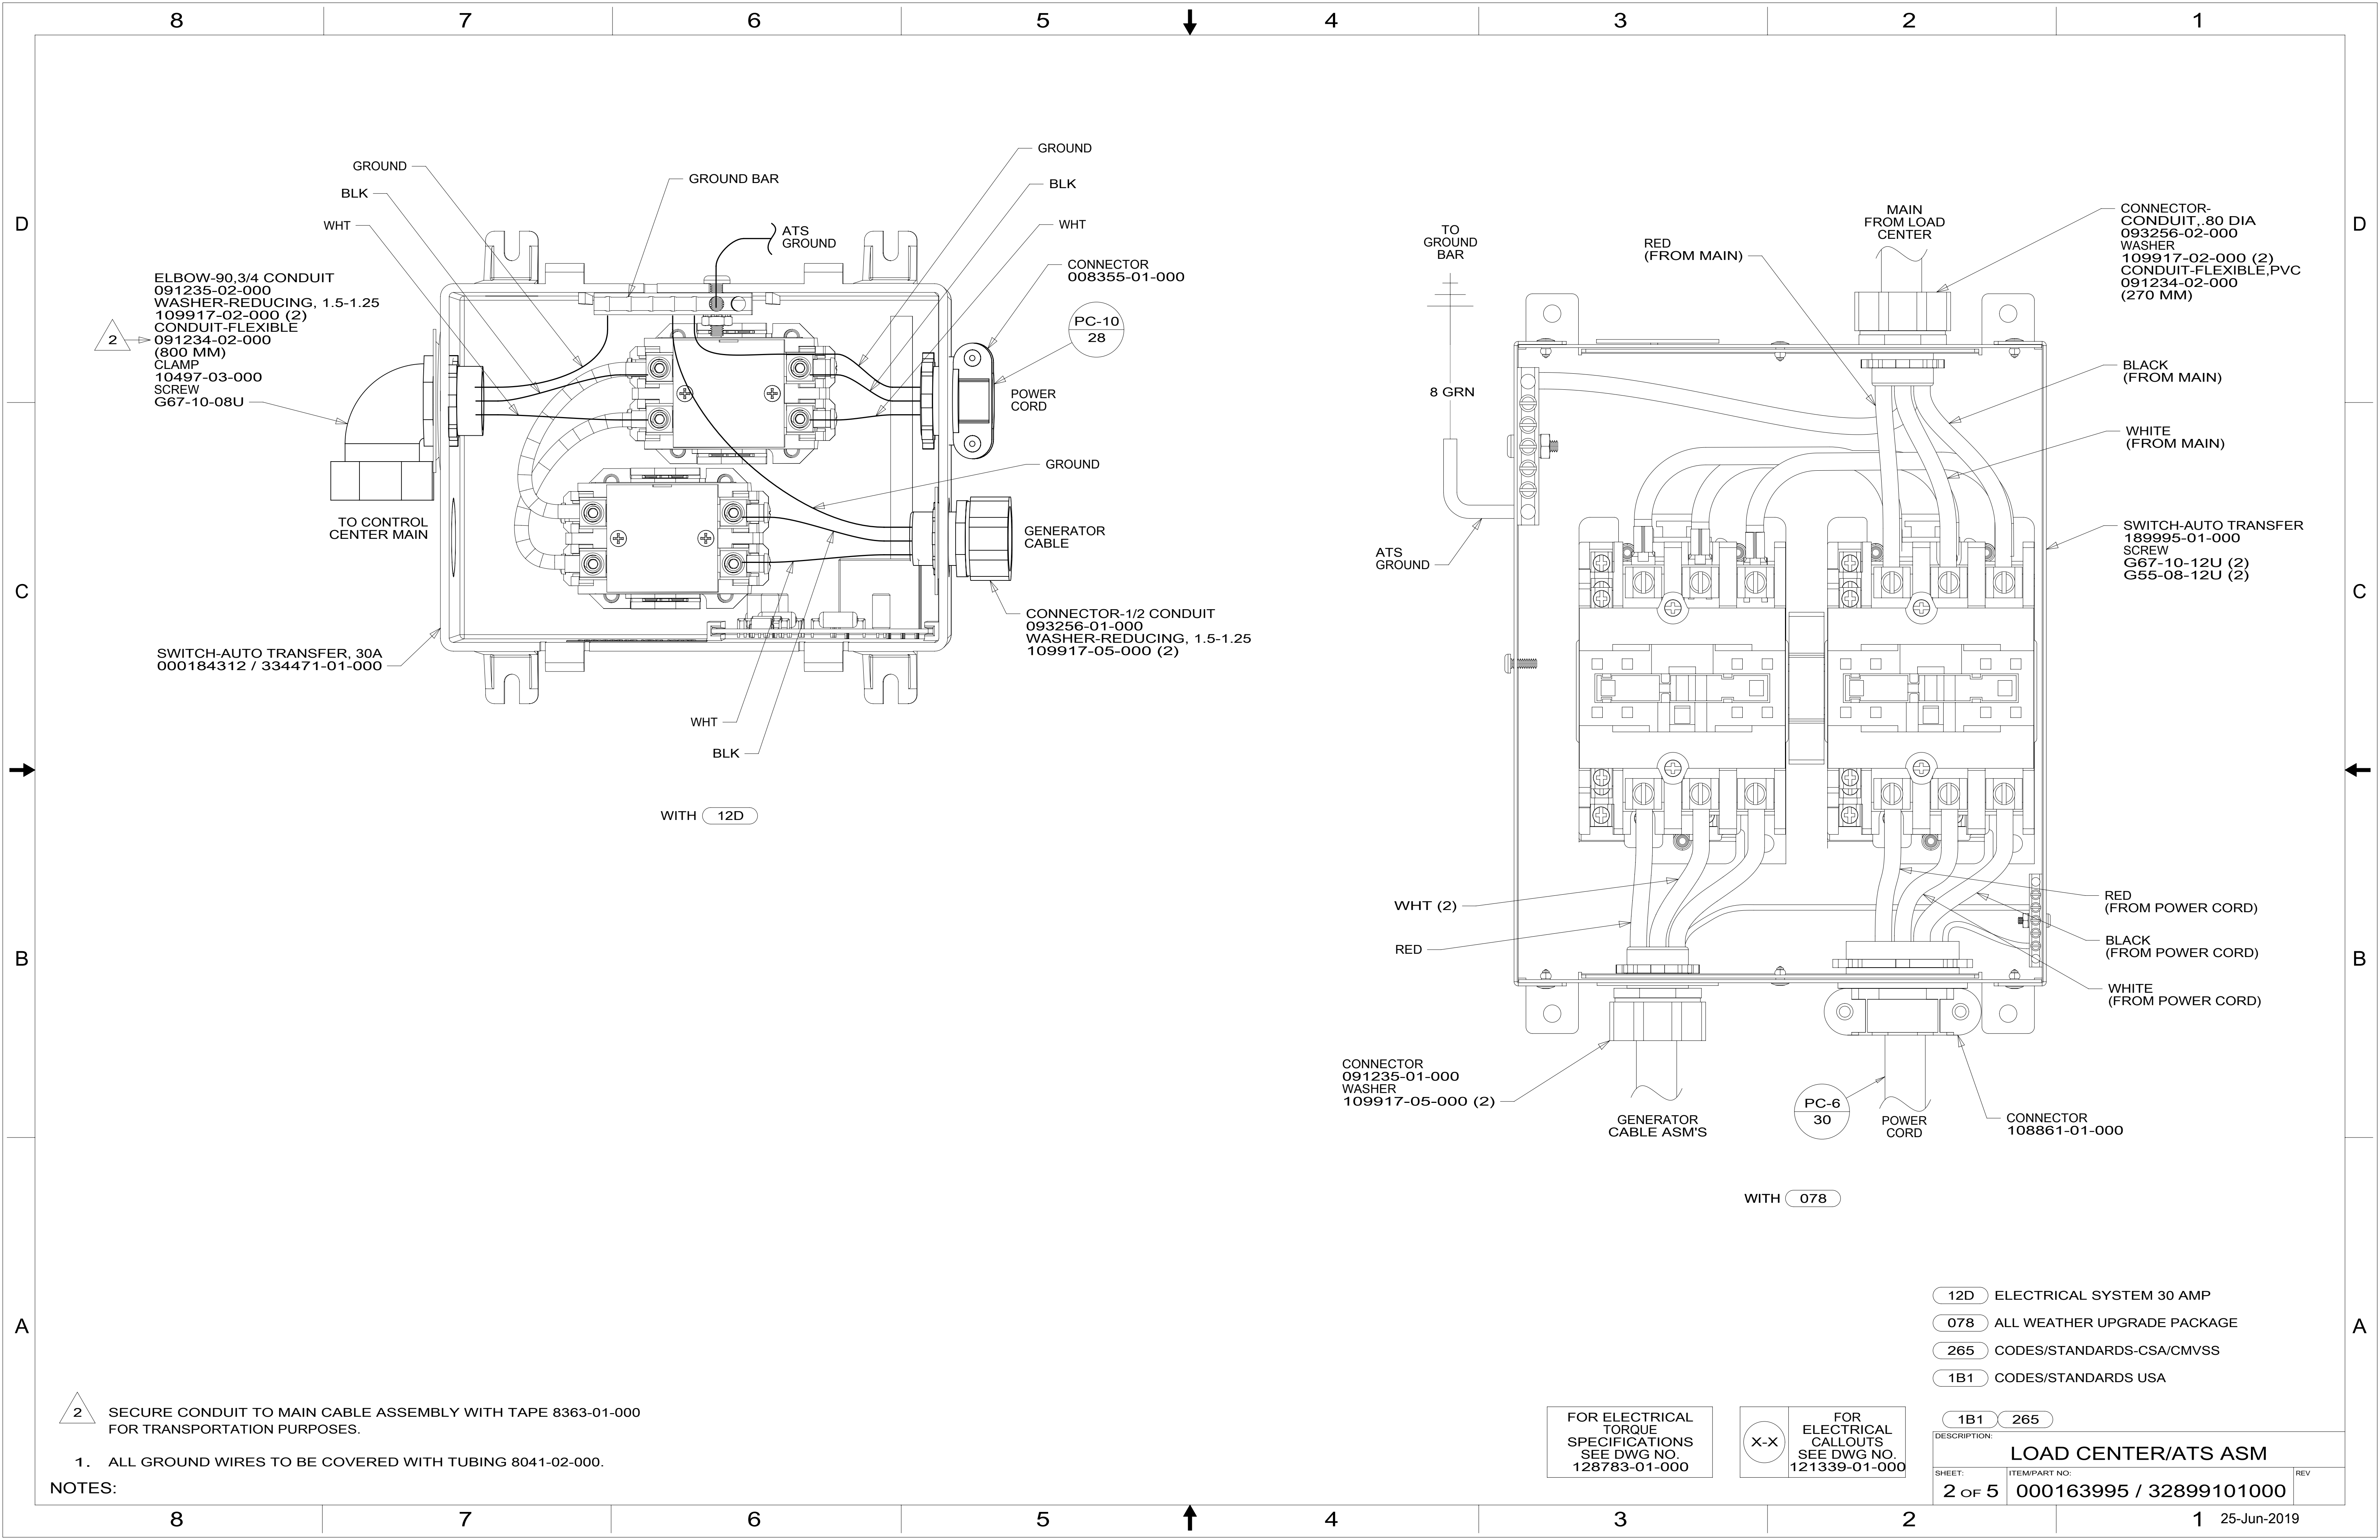 8 7 6 5 4 3 2 1
D
C
B
A
D
C
B
A
GROUND
BLK
WHT
GROUND BAR
ATS
GROUND
GROUND
BLK
WHT
CONNECTOR
008355-01-000
PC-10
28
POWER
CORD
ELBOW-90,3/4 CONDUIT
091235-02-000
WASHER-REDUCING, 1.5-1.25
109917-02-000 (2)
CONDUIT-FLEXIBLE
091234-02-000
(800 MM)
CLAMP
10497-03-000
SCREW
G67-10-08U
2
TO CONTROL
CENTER MAIN
GROUND
GENERATOR
CABLE
CONNECTOR-1/2 CONDUIT
093256-01-000
WASHER-REDUCING, 1.5-1.25
109917-05-000 (2)
SWITCH-AUTO TRANSFER, 30A
000184312 / 334471-01-000
WHT
BLK
WITH 12D
TO
GROUND
BAR
8 GRN
ATS
GROUND
RED
(FROM MAIN)
MAIN
FROM LOAD
CENTER
CONNECTOR-
CONDUIT,.80 DIA
093256-02-000
WASHER
109917-02-000 (2)
CONDUIT-FLEXIBLE,PVC
091234-02-000
(270 MM)
BLACK
(FROM MAIN)
WHITE
(FROM MAIN)
SWITCH-AUTO TRANSFER
189995-01-000
SCREW
G67-10-12U (2)
G55-08-12U (2)
WHT (2)
RED
RED
(FROM POWER CORD)
BLACK
(FROM POWER CORD)
WHITE
(FROM POWER CORD)
CONNECTOR
091235-01-000
WASHER
109917-05-000 (2)
GENERATOR
CABLE ASM'S
PC-6
30
POWER
CORD
CONNECTOR
108861-01-000
WITH 078
12D ELECTRICAL SYSTEM 30 AMP
078 ALL WEATHER UPGRADE PACKAGE
265 CODES/STANDARDS-CSA/CMVSS
1B1 CODES/STANDARDS USA
2 SECURE CONDUIT TO MAIN CABLE ASSEMBLY WITH TAPE 8363-01-000
FOR TRANSPORTATION PURPOSES.
1. ALL GROUND WIRES TO BE COVERED WITH TUBING 8041-02-000.
NOTES:
FOR ELECTRICAL
TORQUE
SPECIFICATIONS
SEE DWG NO.
128783-01-000
X-X
FOR
ELECTRICAL
CALLOUTS
SEE DWG NO.
121339-01-000
1B1 265
DESCRIPTION:
LOAD CENTER/ATS ASM
SHEET:
2 OF 5
ITEM/PART NO:
000163995 / 32899101000
REV
8 7 6 5 4 3 2 1
25-Jun-2019